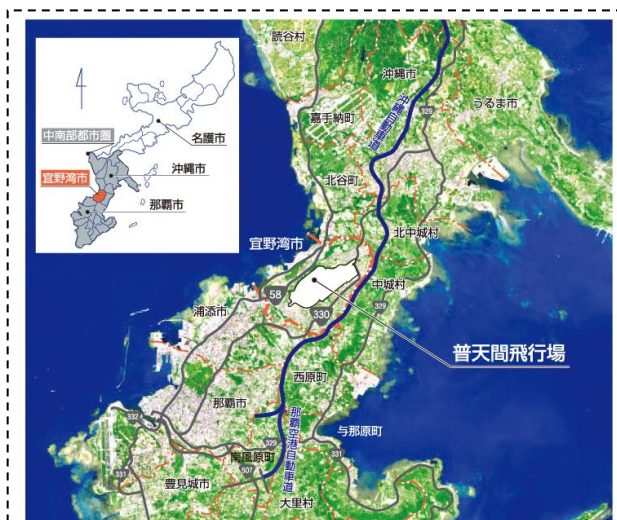 読谷村
沖縄市
うるま市
嘉手納町
沖縄自動車道
329
北谷町
北中城村
宜野湾市
中城村
58
330
329
浦添市
普天間飛行場
西原町
那覇市
那覇空港自動車道
与那原町
332
329
南風原町
331
507
331
豊見城市
大里村
中南部都市圏
名護市
宜野湾市
沖縄市
那覇市